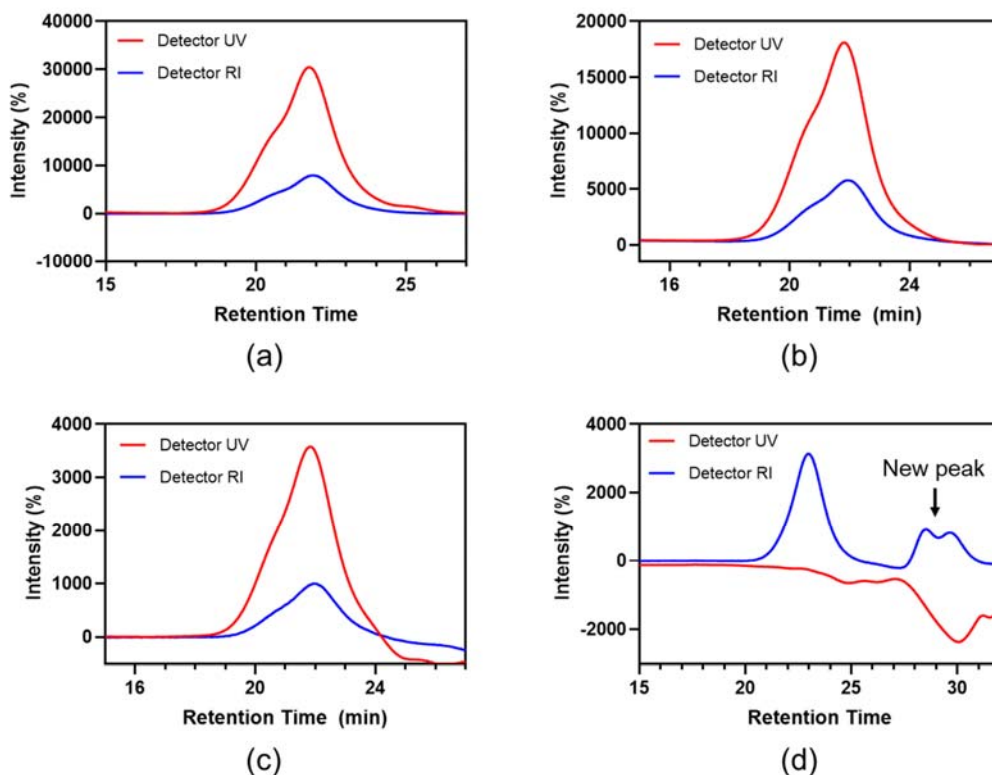 40000
30000
20000
10000
0
-10000
Intensity (%)
Detector UV
Detector RI
15
20
25
Retention Time
(a)
20000
15000
10000
5000
0
Intensity (%)
Detector UV
Detector RI
16
20
24
Retention Time (min)
(b)
4000
3000
2000
1000
0
Intensity (%)
Detector UV
Detector RI
16
20
24
Retention Time (min)
(c)
4000
2000
0
-2000
Intensity (%)
Detector UV
Detector RI
New peak
15
20
25
30
Retention Time
(d)